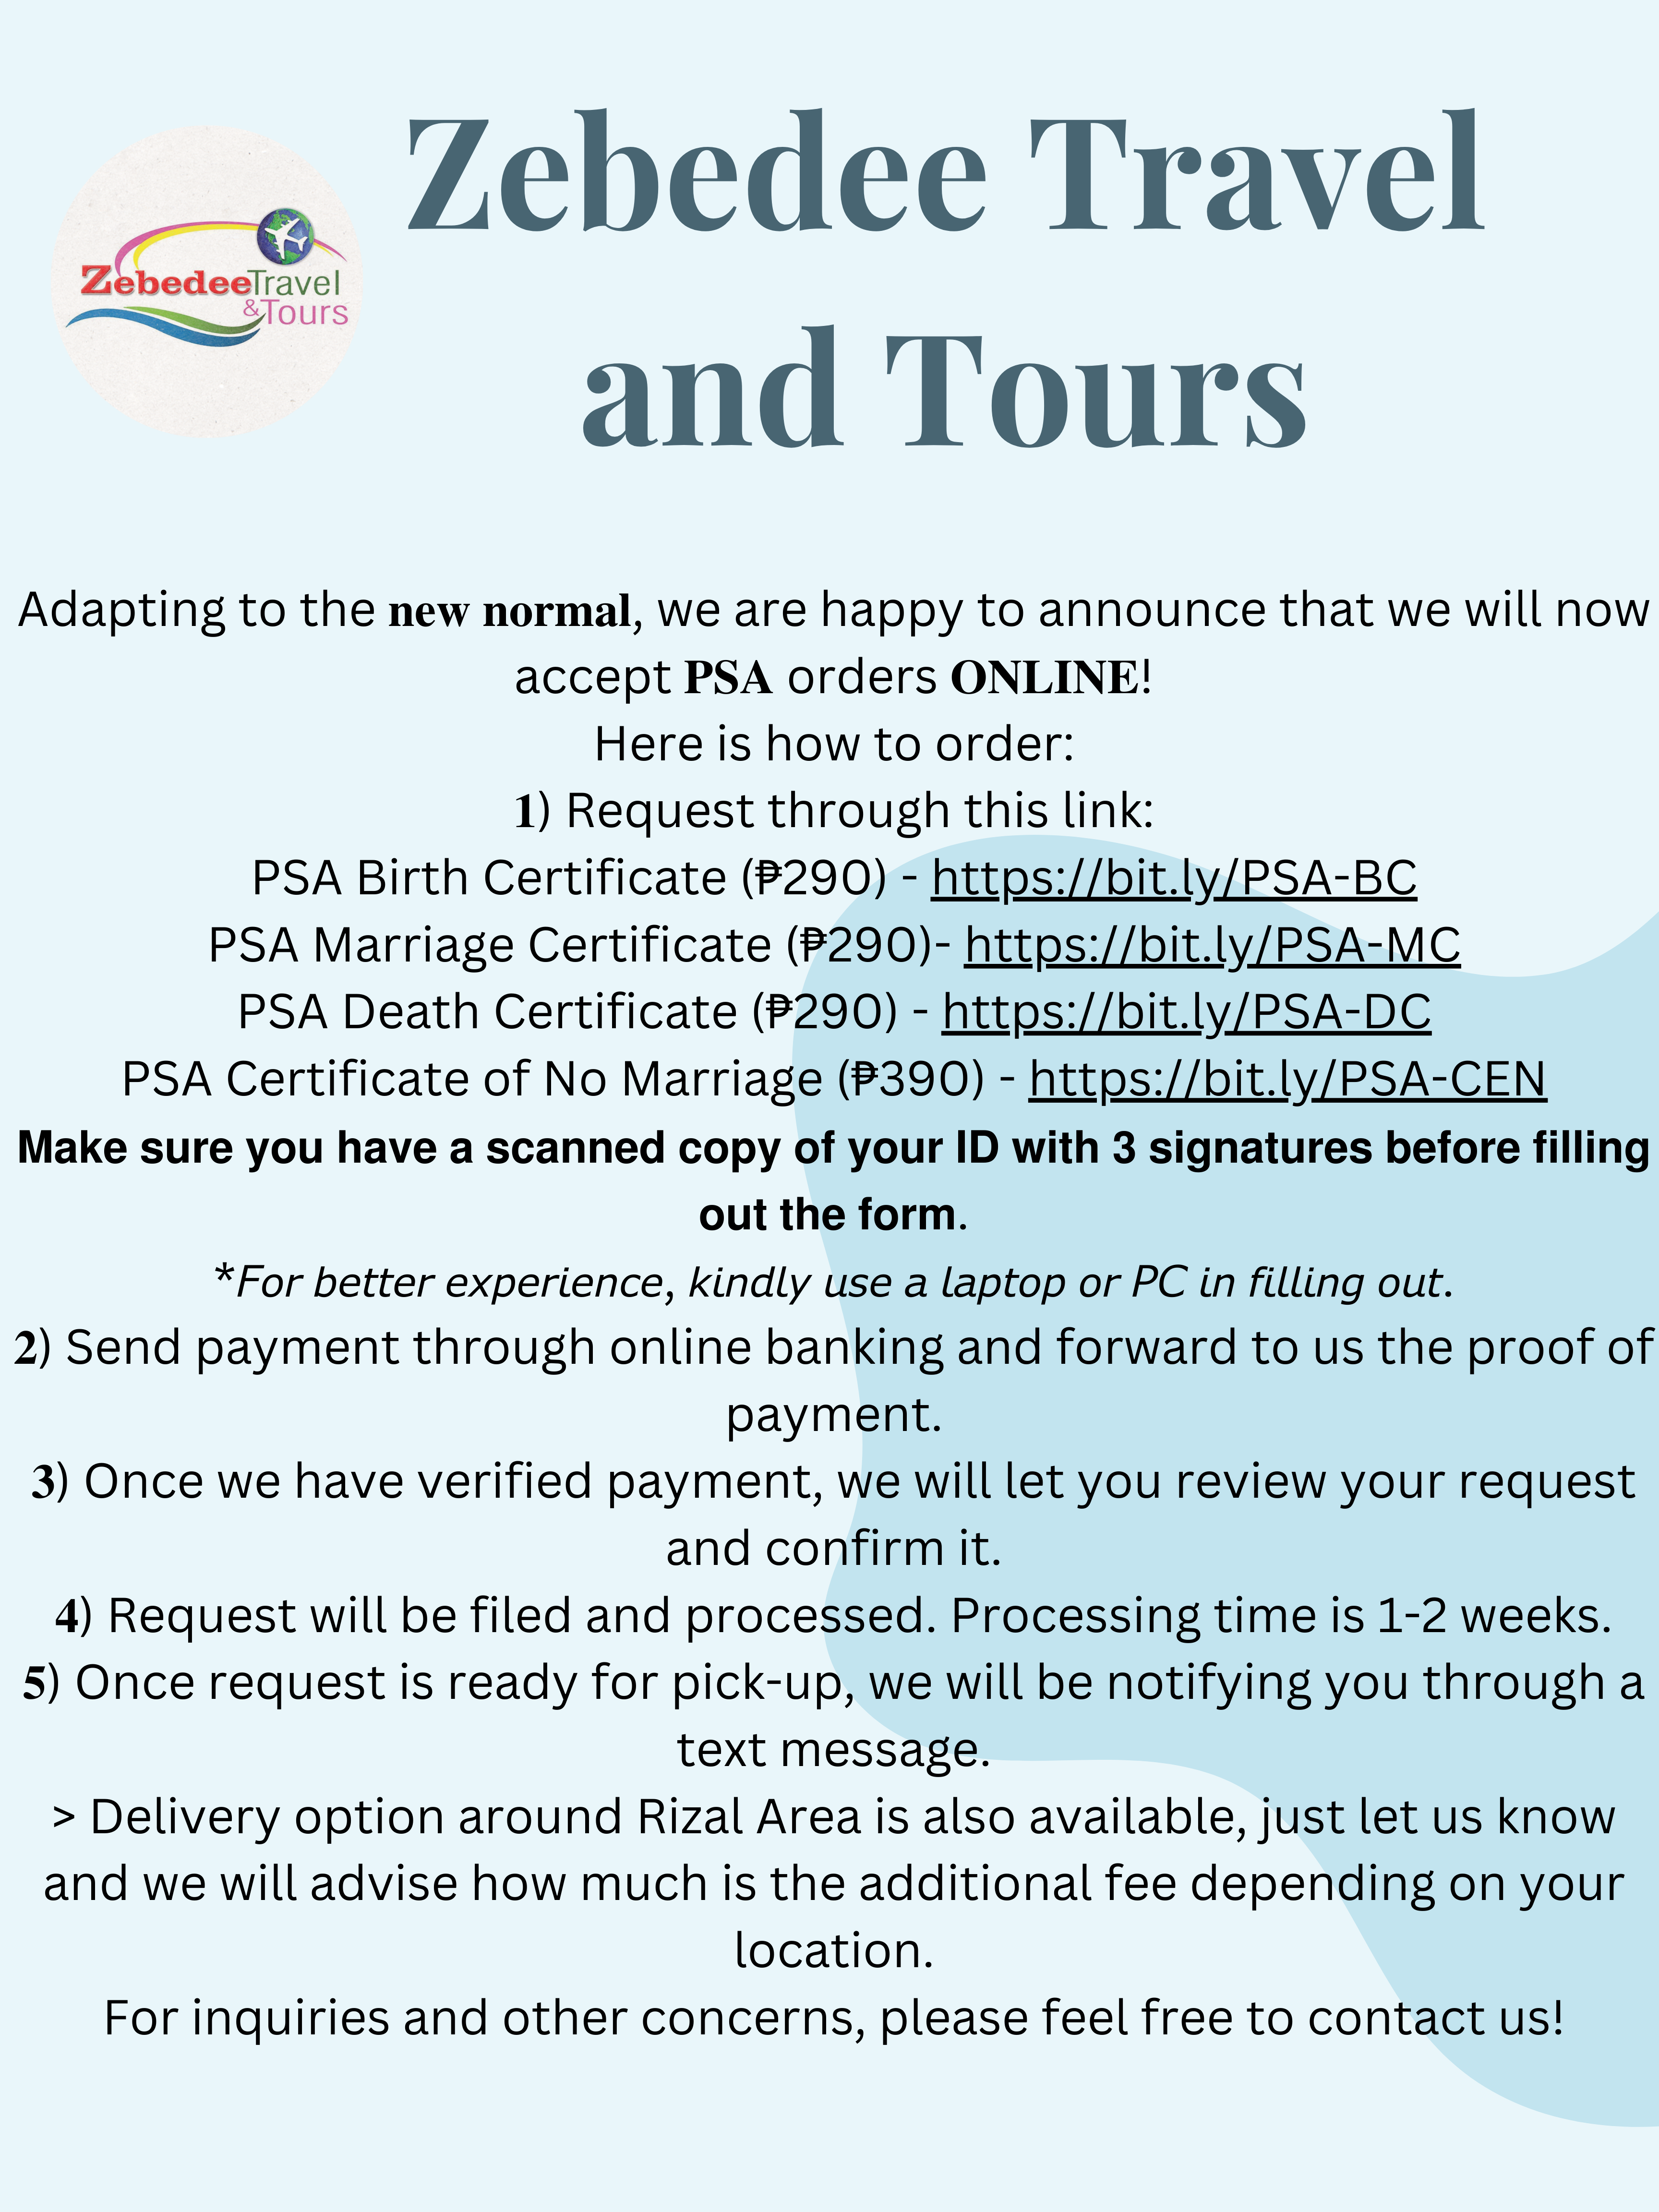 Zebedee Travel
and Tours
ZebedeeTravel
&Tours
Adapting to the new normal, we are happy to announce that we will now
accept PSA orders ONLINE!
Here is how to order:
1) Request through this link:
PSA Birth Certificate (₱290) - https://bit.ly/PSA-BC
PSA Marriage Certificate (₱290)- https://bit.ly/PSA-MC
PSA Death Certificate (₱290) - https://bit.ly/PSA-DC
PSA Certificate of No Marriage (₱390) - https://bit.ly/PSA-CEN
Make sure you have a scanned copy of your ID with 3 signatures before filling
out the form.
*For better experience, kindly use a laptop or PC in filling out.
2) Send payment through online banking and forward to us the proof of
payment.
3) Once we have verified payment, we will let you review your request
and confirm it.
4) Request will be filed and processed. Processing time is 1-2 weeks.
5) Once request is ready for pick-up, we will be notifying you through a
text message.
> Delivery option around Rizal Area is also available, just let us know
and we will advise how much is the additional fee depending on your
location.
For inquiries and other concerns, please feel free to contact us!